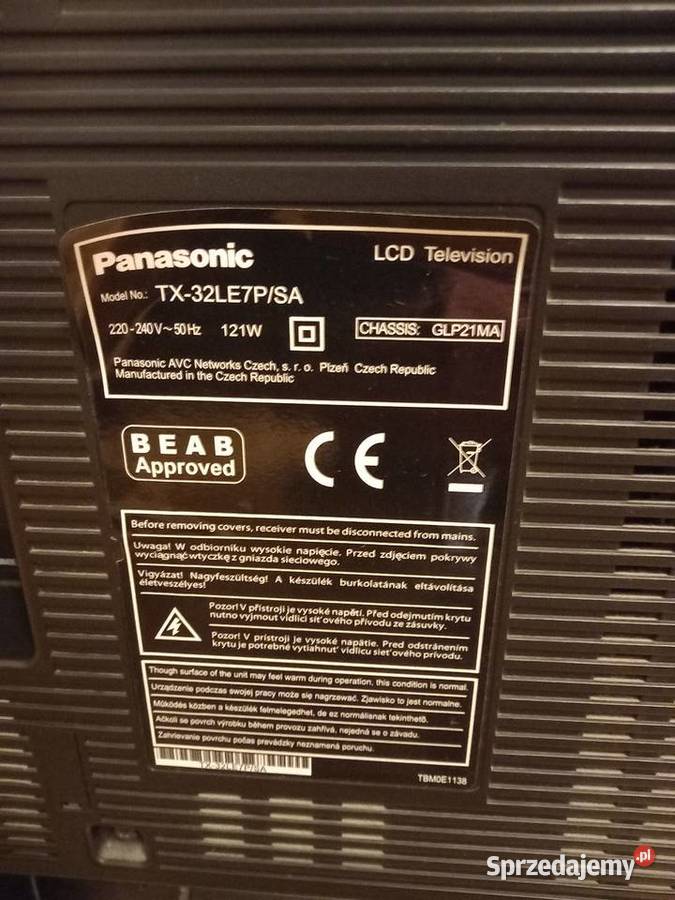 Panasonic
LCD Television
Model No.: TX-32LE7P/SA
220-240V~50Hz 121W
CHASSIS: GLP21MA
Panasonic AVC Networks Czech, s. r. o. Plzeň Czech Republic
Manufactured in the Czech Republic
BEAB
Approved
CE
Before removing covers, receiver must be disconnected from mains.
Uwaga! W odbiorniku wysokie napięcie. Przed zdjęciem pokrywy
wyciągnąć wtyczkę z gniazda sieciowego.
Vigyázat! Nagyfeszültség! A készülék burkolatának eltávolítása
életveszélyes!
Pozor! V přístroji je vysoké napětí. Před odejmutím krytu
nutno vyjmout vidlici síťového přívodu ze zásuvky.
Pozor! V prístroji je vysoké napätie. Pred odstránením
krytu je potrebné vytiahnuť vidlicu sieťového prívodu.
Though surface of the unit may feel warm during operation, this condition is normal.
Urządzenie podczas swojej pracy może się nagrzewać. Zjawisko to jest normalne.
Működés közben a készülék felmelegedhet, de ez normálisnak tekinthető.
Ačkoli se povrch výrobku během provozu zahřívá, nejedná se o závadu.
Zahrievanie povrchu počas prevádzky neznamená poruchu.
TX-32LE7P/SA
TBM0E1138
Sprzedajemy.pl